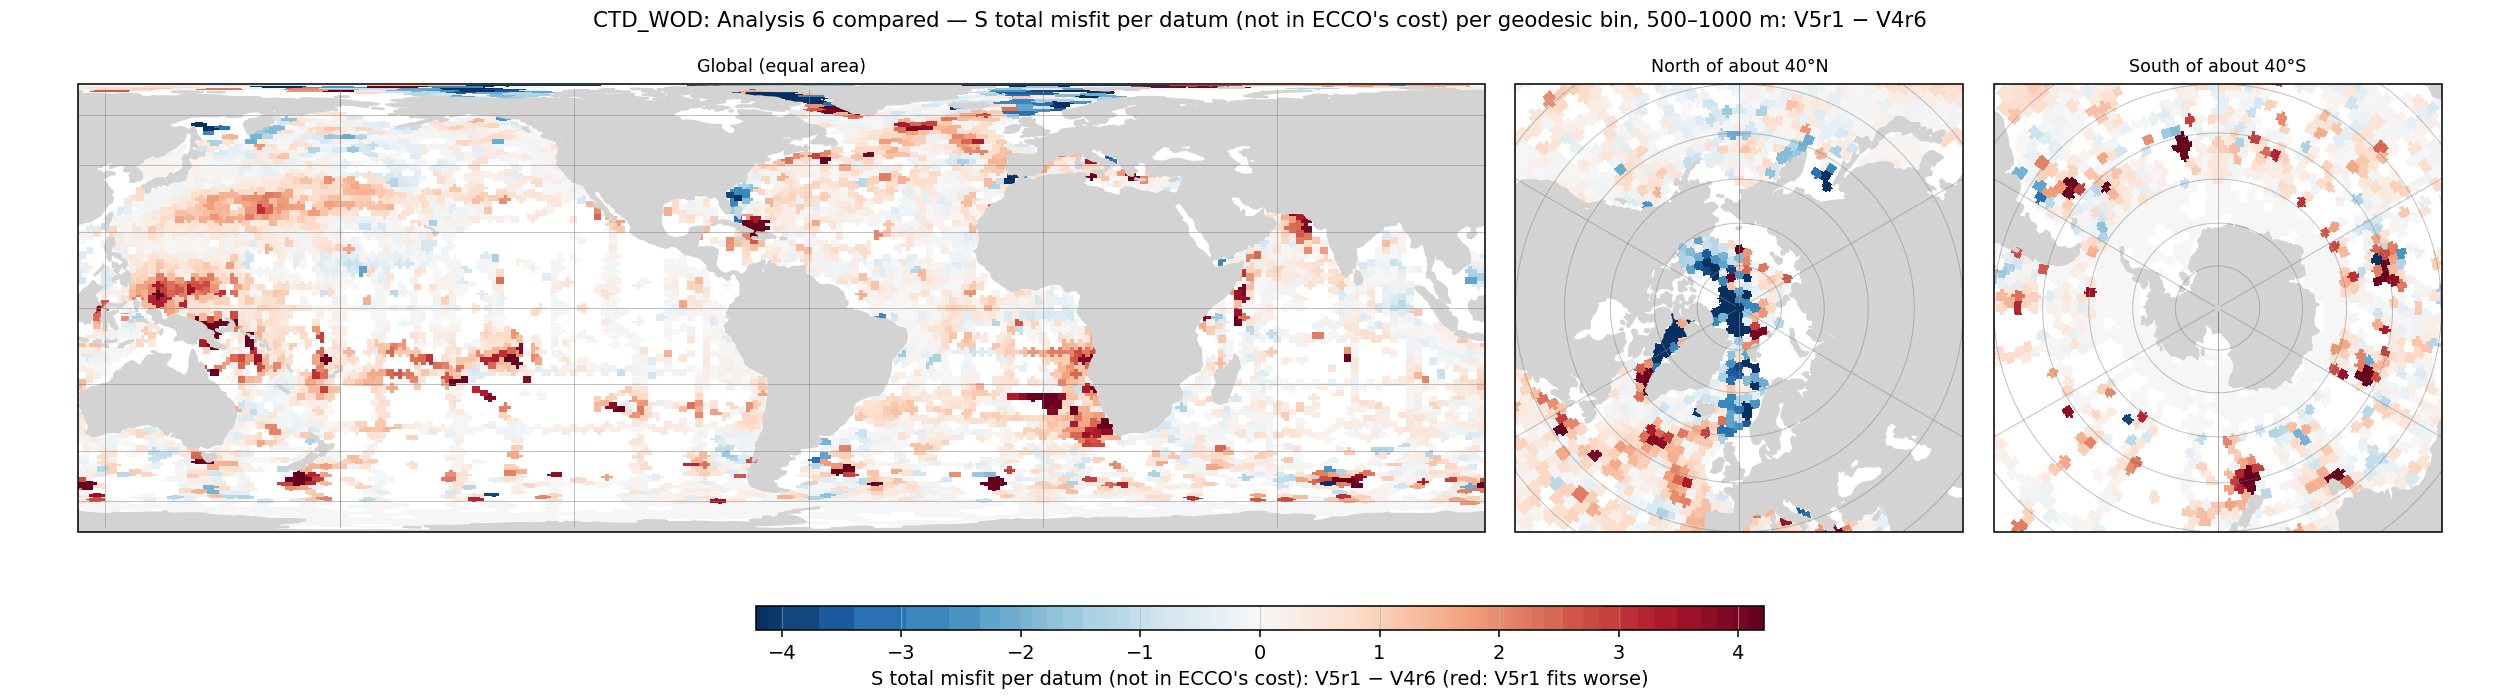 CTD_WOD: Analysis 6 compared — S total misfit per datum (not in ECCO's cost) per geodesic bin, 500–1000 m: V5r1 − V4r6
Global (equal area)
North of about 40°N
South of about 40°S
−4 −3 −2 −1 0 1 2 3 4
S total misfit per datum (not in ECCO's cost): V5r1 − V4r6 (red: V5r1 fits worse)